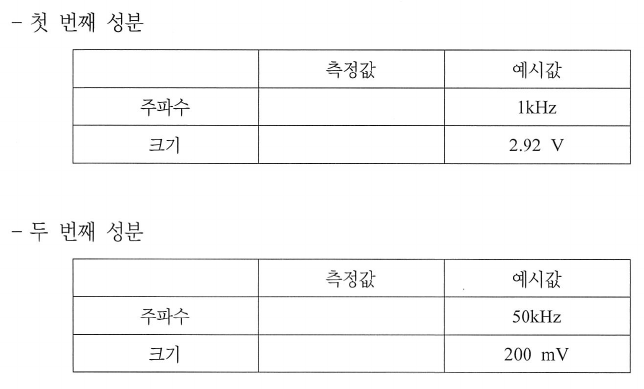 - 첫 번째 성분
측정값 예시값
주파수 1kHz
크기 2.92 V
- 두 번째 성분
측정값 예시값
주파수 50kHz
크기 200 mV